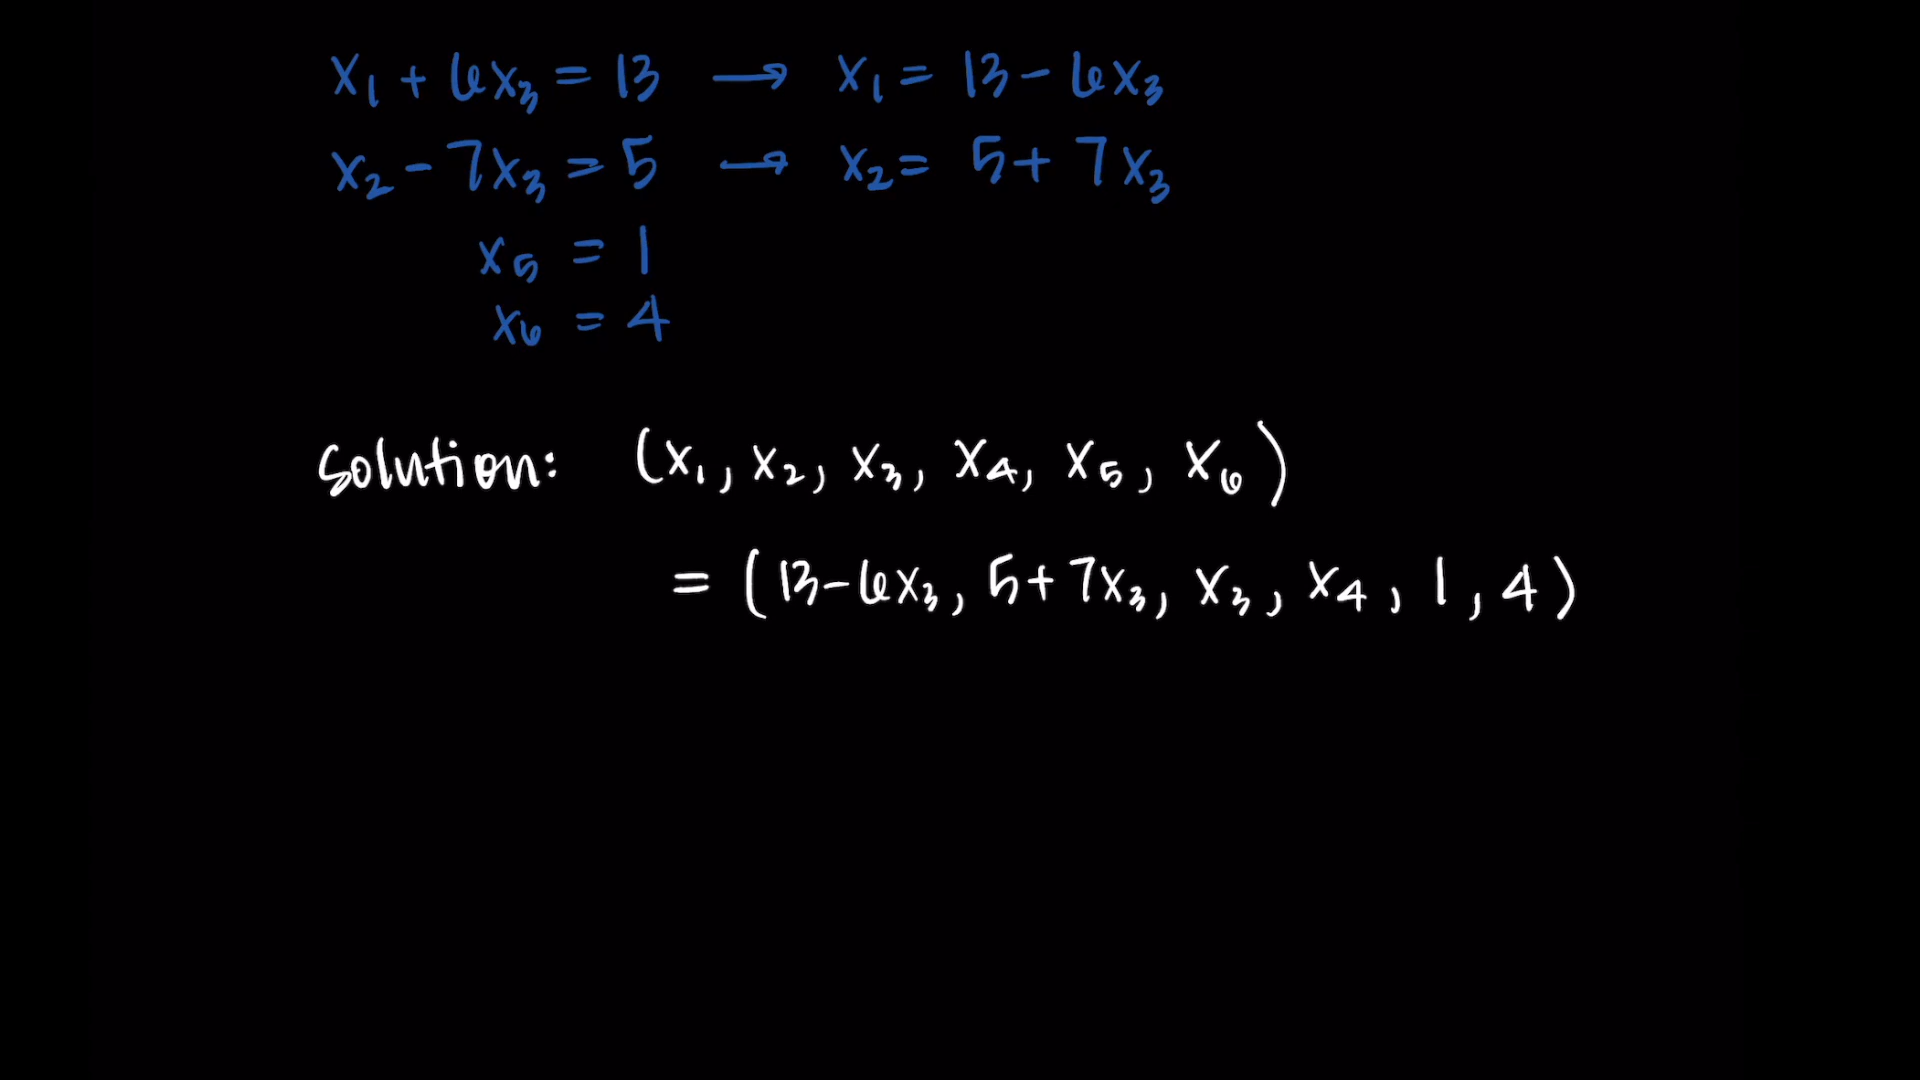 x₁ + 6x₃ = 13 → x₁ = 13 - 6x₃
x₂ - 7x₃ = 5 → x₂ = 5 + 7x₃
x₅ = 1
x₆ = 4
Solution: (x₁, x₂, x₃, x₄, x₅, x₆)
= (13-6x₃, 5+7x₃, x₃, x₄, 1, 4)